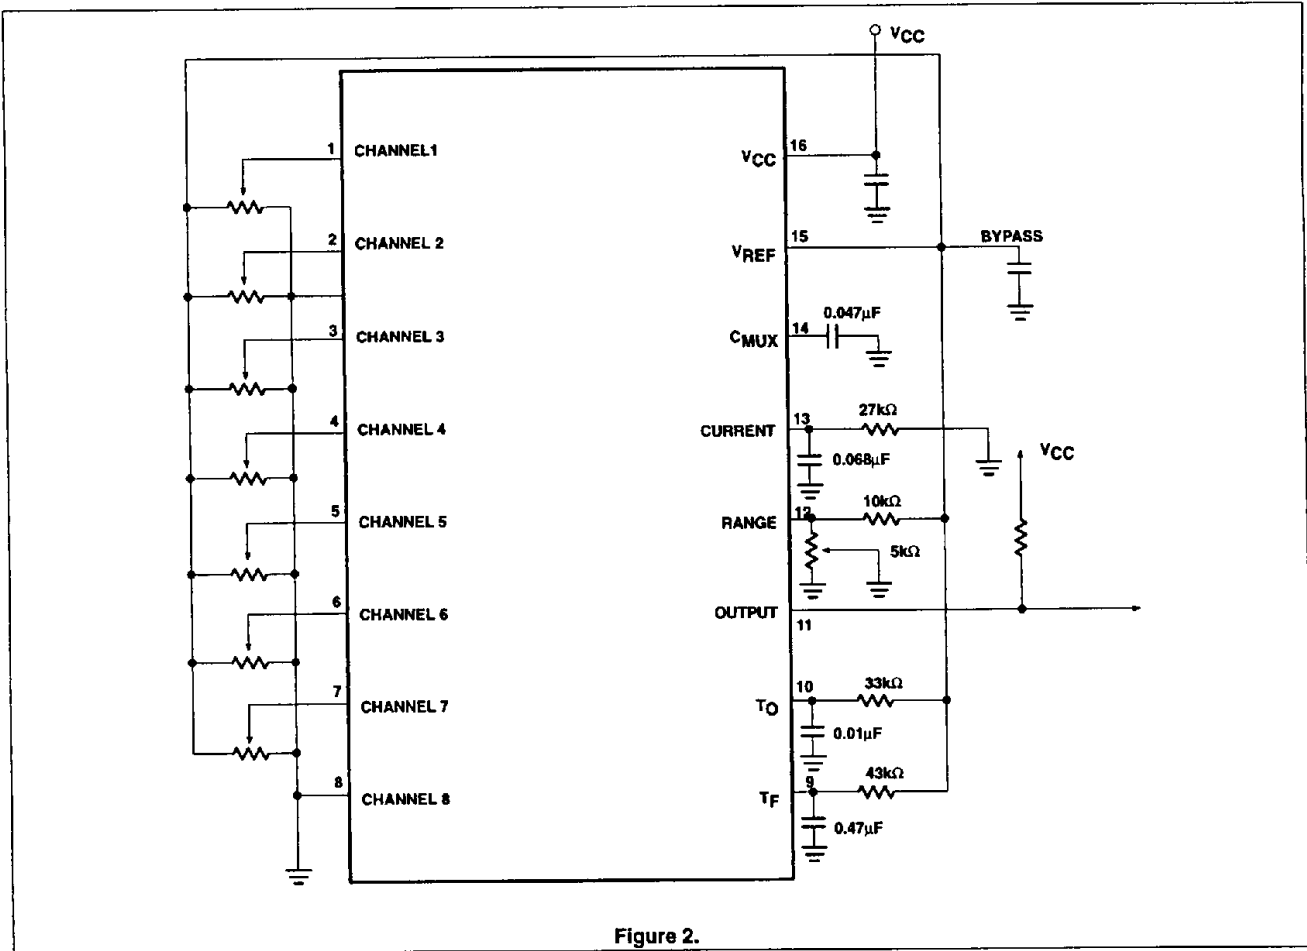 VCC
1 CHANNEL1
2 CHANNEL 2
3 CHANNEL 3
4 CHANNEL 4
5 CHANNEL 5
6 CHANNEL 6
7 CHANNEL 7
8 CHANNEL 8
VCC 16
VREF 15
BYPASS
CMUX 14
0.047µF
CURRENT 13
27kΩ
0.068µF
VCC
RANGE 12
10kΩ
5kΩ
OUTPUT 11
TO 10
33kΩ
0.01µF
TF 9
43kΩ
0.47µF
Figure 2.